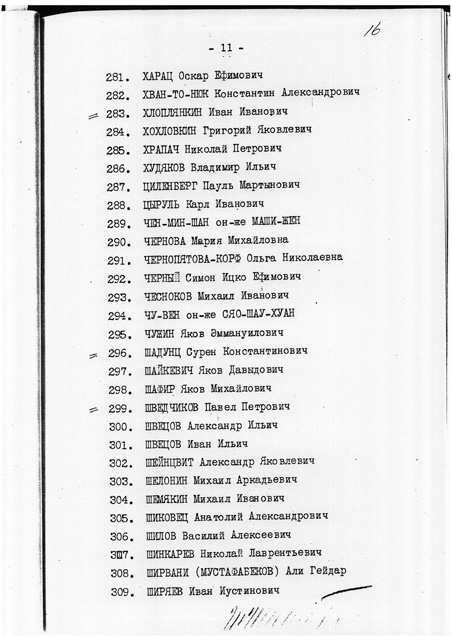 16
- 11 -
281. ХАРАЦ Оскар Ефимович
282. ХВАН-ТО-НЮК Константин Александрович
= 283. ХЛОПЛЯНКИН Иван Иванович
284. ХОХЛОВКИН Григорий Яковлевич
285. ХРАПАЧ Николай Петрович
286. ХУДЯКОВ Владимир Ильич
287. ЦИЛЕНБЕРГ Пауль Мартынович
288. ЦЫРУЛЬ Карл Иванович
289. ЧЕН-МИН-ШАН он-же МАШИ-ЖЕН
290. ЧЕРНОВА Мария Михайловна
291. ЧЕРНОПЯТОВА-КОРФ Ольга Николаевна
292. ЧЕРНЫЙ Симон Ицко Ефимович
293. ЧЕСНОКОВ Михаил Иванович
294. ЧУ-ВЕН он-же СЯО-ШАУ-ХУАН
295. ЧУЖИН Яков Эммануилович
= 296. ШАДУНЦ Сурен Константинович
297. ШАЙКЕВИЧ Яков Давыдович
298. ШАФИР Яков Михайлович
= 299. ШВЕДЧИКОВ Павел Петрович
300. ШВЕЦОВ Александр Ильич
301. ШВЕЦОВ Иван Ильич
302. ШЕЙНЦВИТ Александр Яковлевич
303. ШЕЛОНИН Михаил Аркадьевич
304. ШЕМЯКИН Михаил Иванович
305. ШИКОВЕЦ Анатолий Александрович
306. ШИЛОВ Василий Алексеевич
307. ШИНКАРЕВ Николай Лаврентьевич
308. ШИРВАНИ (МУСТАФАБЕКОВ) Али Гейдар
309. ШИРЯЕВ Иван Иустинович